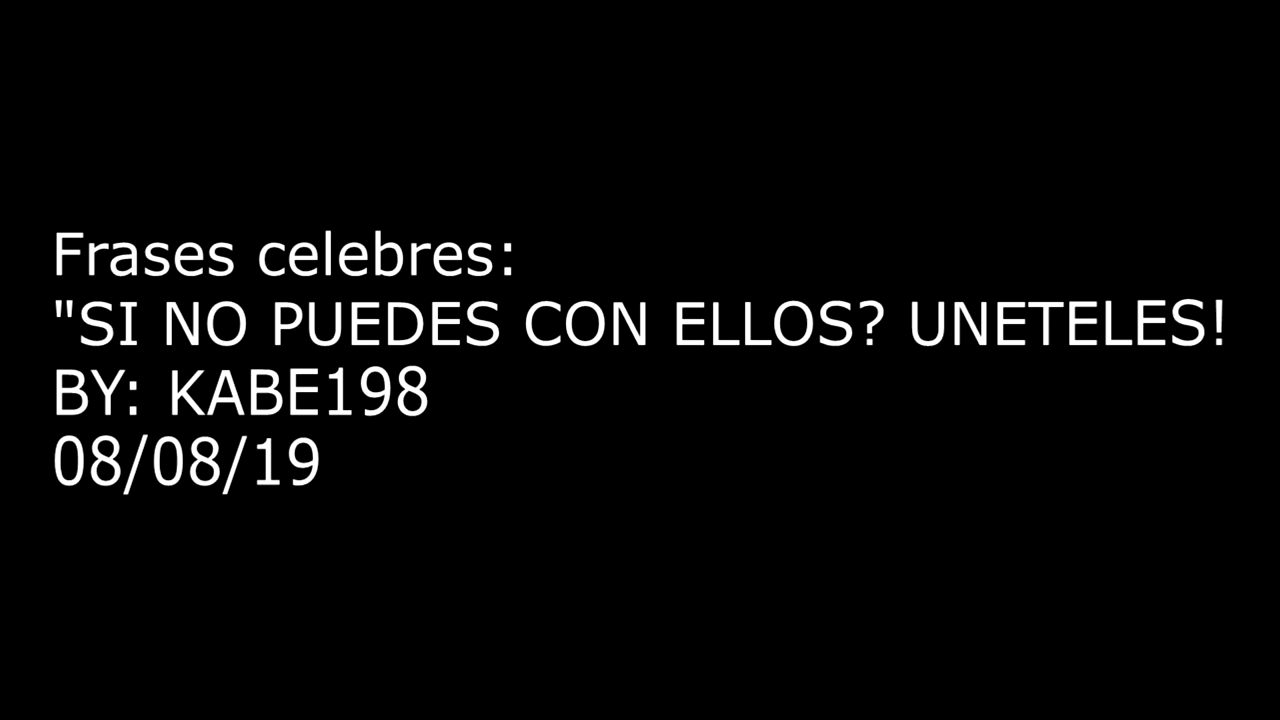 Frases celebres:
"SI NO PUEDES CON ELLOS? UNETELES!
BY: KABE198
08/08/19